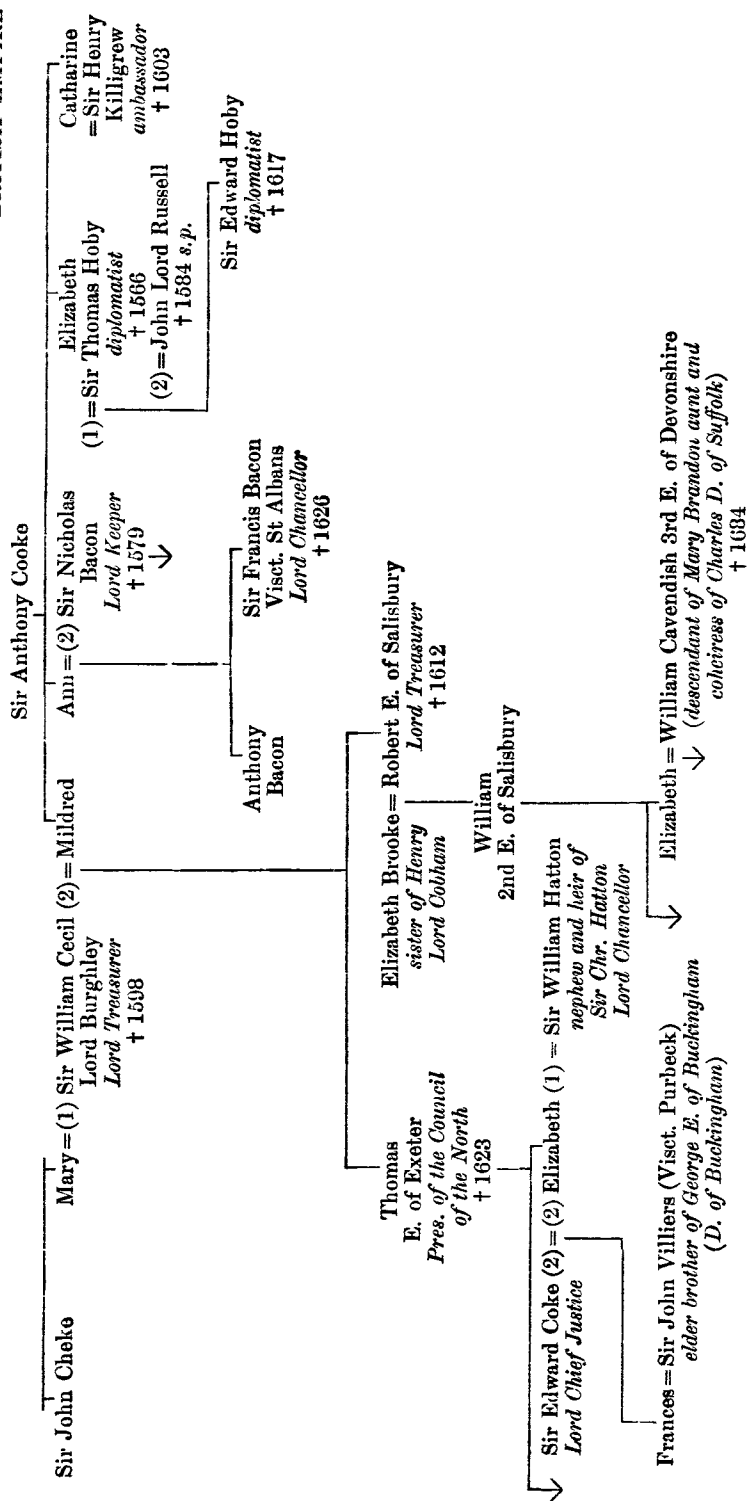 Sir Anthony Cooke
Sir John Cheke
Mary=(1) Sir William Cecil (2)=Mildred
Lord Burghley
Lord Treasurer
†1598
Ann=(2) Sir Nicholas
Bacon
Lord Keeper
†1579
Elizabeth
(1)=Sir Thomas Hoby
diplomatist
†1566
(2)=John Lord Russell
†1584 s.p.
Catharine
=Sir Henry
Killigrew
ambassador
†1603
Anthony
Bacon
Sir Francis Bacon
Visct. St Albans
Lord Chancellor
†1626
Sir Edward Hoby
diplomatist
†1617
Thomas
E. of Exeter
Pres. of the Council
of the North
†1623
Elizabeth Brooke=Robert E. of Salisbury
sister of Henry
Lord Cobham
Lord Treasurer
†1612
William
2nd E. of Salisbury
Sir Edward Coke (2)=(2) Elizabeth (1)=Sir William Hatton
Lord Chief Justice
nephew and heir of
Sir Chr. Hatton
Lord Chancellor
Elizabeth=William Cavendish 3rd E. of Devonshire
(descendant of Mary Brandon aunt and
coheiress of Charles D. of Suffolk)
†1684
Frances=Sir John Villiers (Visct. Purbeck)
elder brother of George E. of Buckingham
(D. of Buckingham)